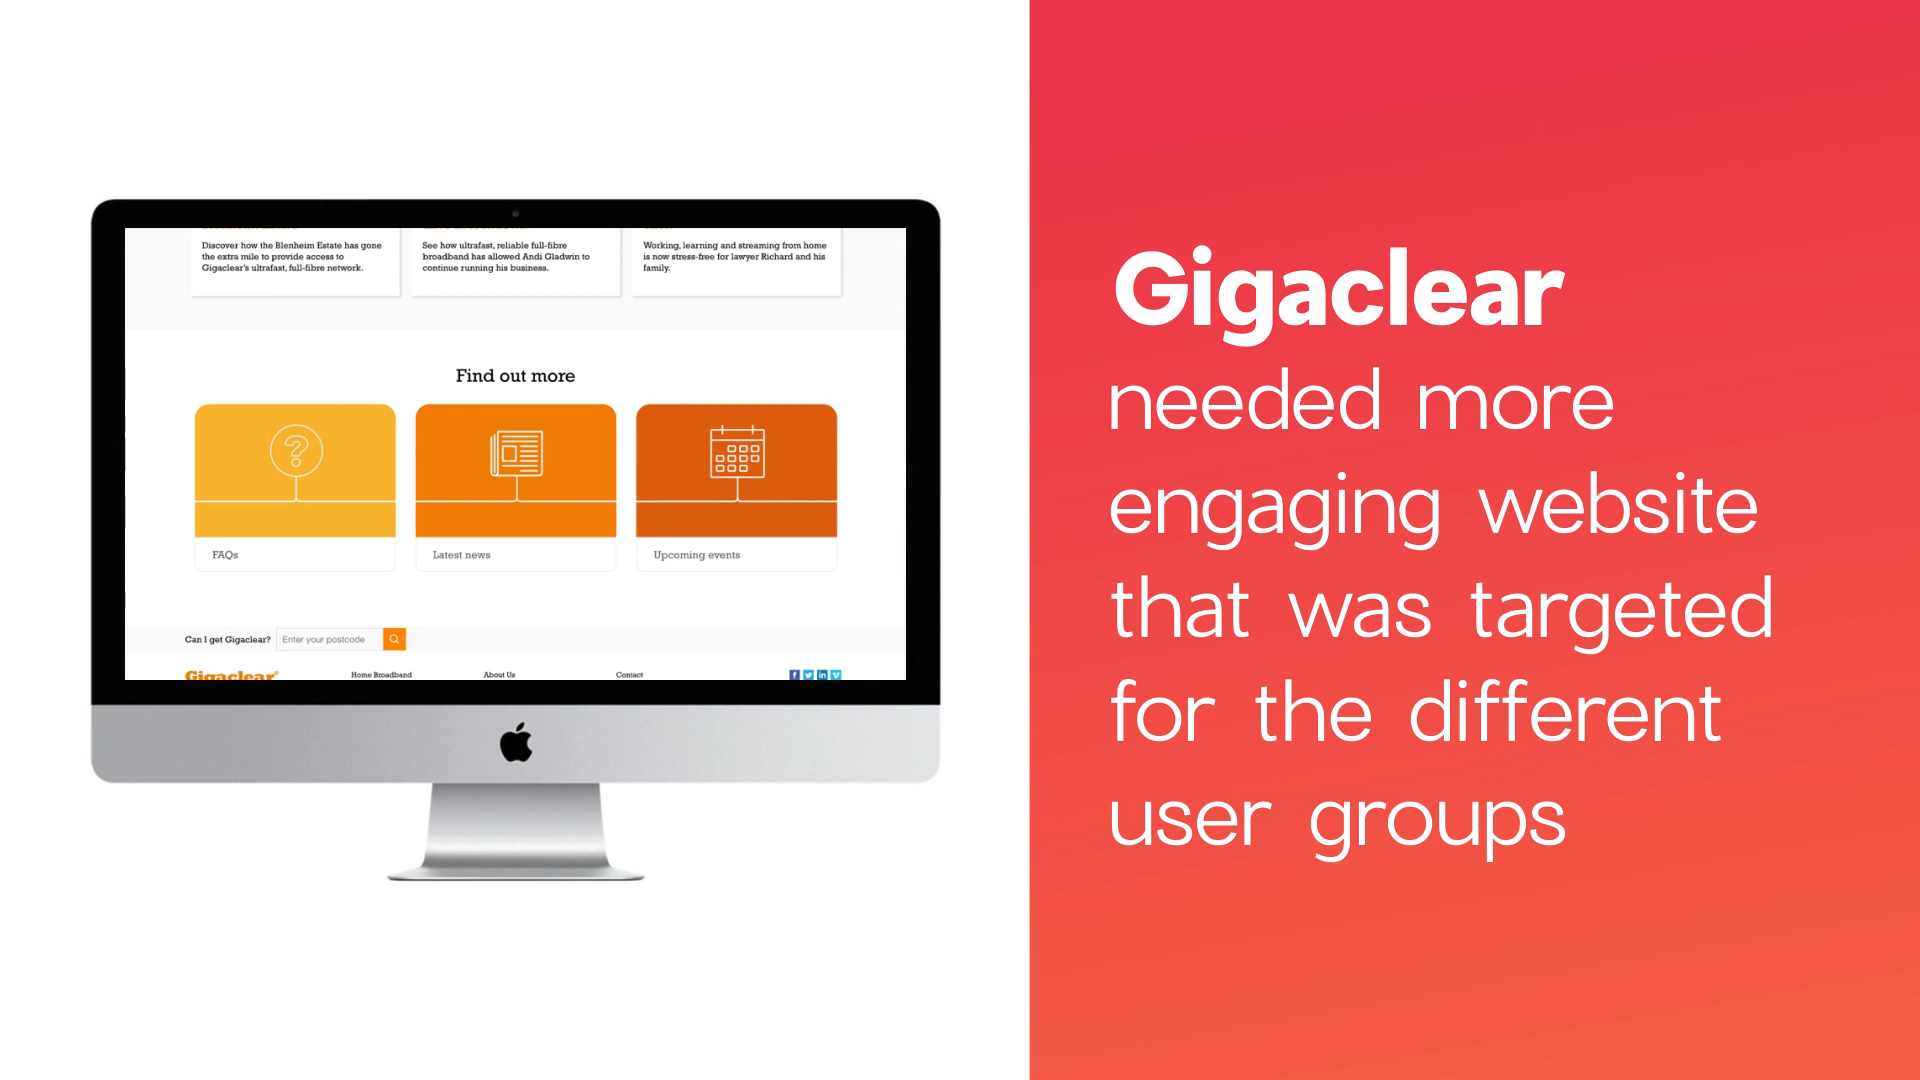 Discover how the Blenheim Estate has gone
the extra mile to provide access to
Gigaclear's ultrafast, full-fibre network.
See how ultrafast, reliable full-fibre
broadband has allowed Andi Gladwin to
continue running his business.
Working, learning and streaming from home
is now stress-free for lawyer Richard and his
family.
Find out more
FAQs
Latest news
Upcoming events
Can I get Gigaclear?
Enter your postcode
Gigaclear
Home Broadband
About Us
Contact
Gigaclear
needed more
engaging website
that was targeted
for the different
user groups